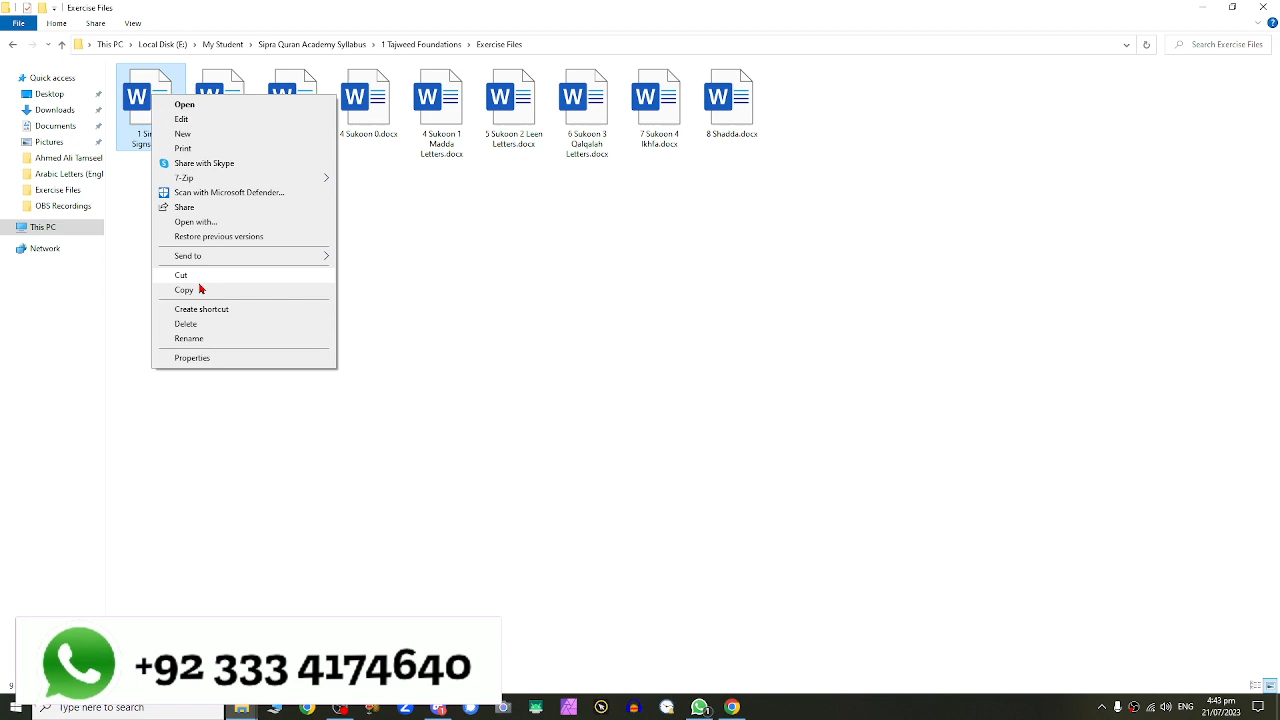 Exercise Files
File Home Share View
This PC > Local Disk (E:) > My Student > Sipra Quran Academy Syllabus > 1 Tajweed Foundations > Exercise Files
Search Exercise Files
Quick access
Desktop
Downloads
Documents
Pictures
Ahmed Ali Tamseel
Arabic Letters (Engl
Exercise Files
OBS Recordings
This PC
Network
4 Sukoon 0.docx
4 Sukoon 1
Madda
Letters.docx
5 Sukoon 2 Leen
Letters.docx
6 Sukoon 3
Qalqalah
Letters.docx
7 Sukoon 4
Ikhfa.docx
8 Shadda.docx
Open
Edit
New
Print
Share with Skype
7-Zip
Scan with Microsoft Defender...
Share
Open with...
Restore previous versions
Send to
Cut
Copy
Create shortcut
Delete
Rename
Properties
+92 333 4174640
Type here to search
ENG
4:43 pm
21/07/2023